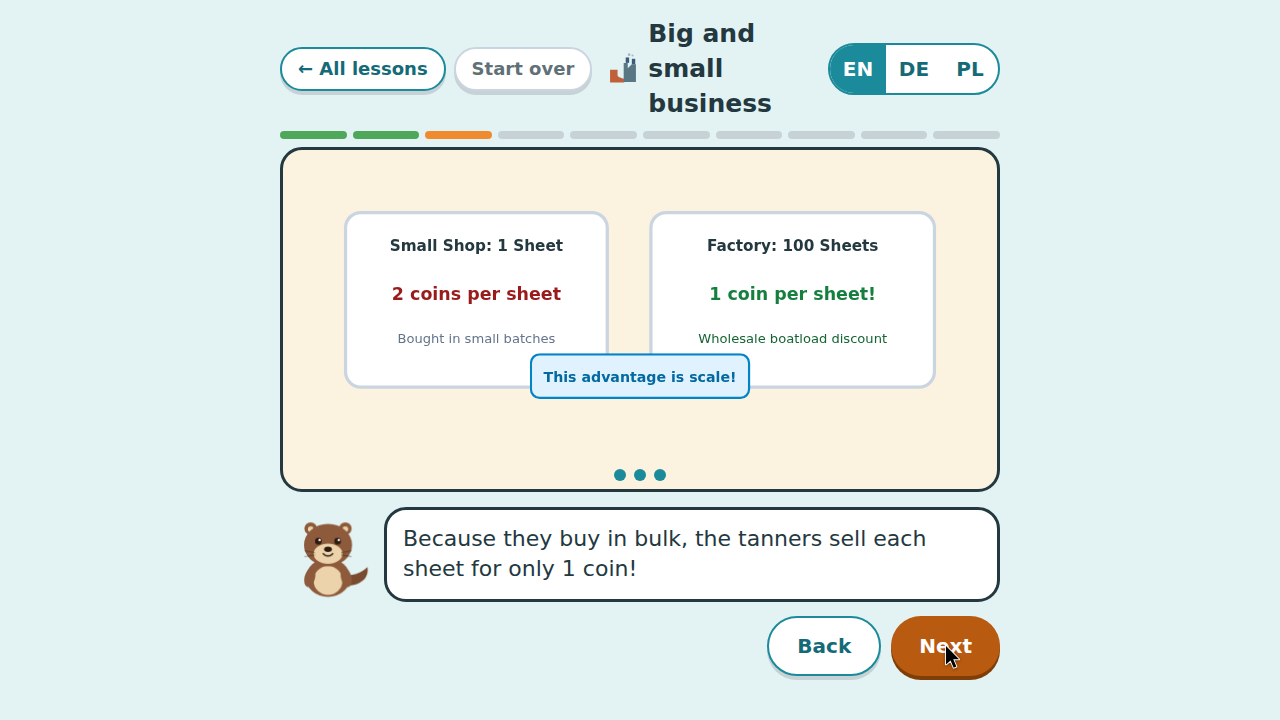 ← All lessons
Start over
Big and
small
business
EN DE PL
Small Shop: 1 Sheet
2 coins per sheet
Bought in small batches
Factory: 100 Sheets
1 coin per sheet!
Wholesale boatload discount
This advantage is scale!
Because they buy in bulk, the tanners sell each
sheet for only 1 coin!
Back
Next